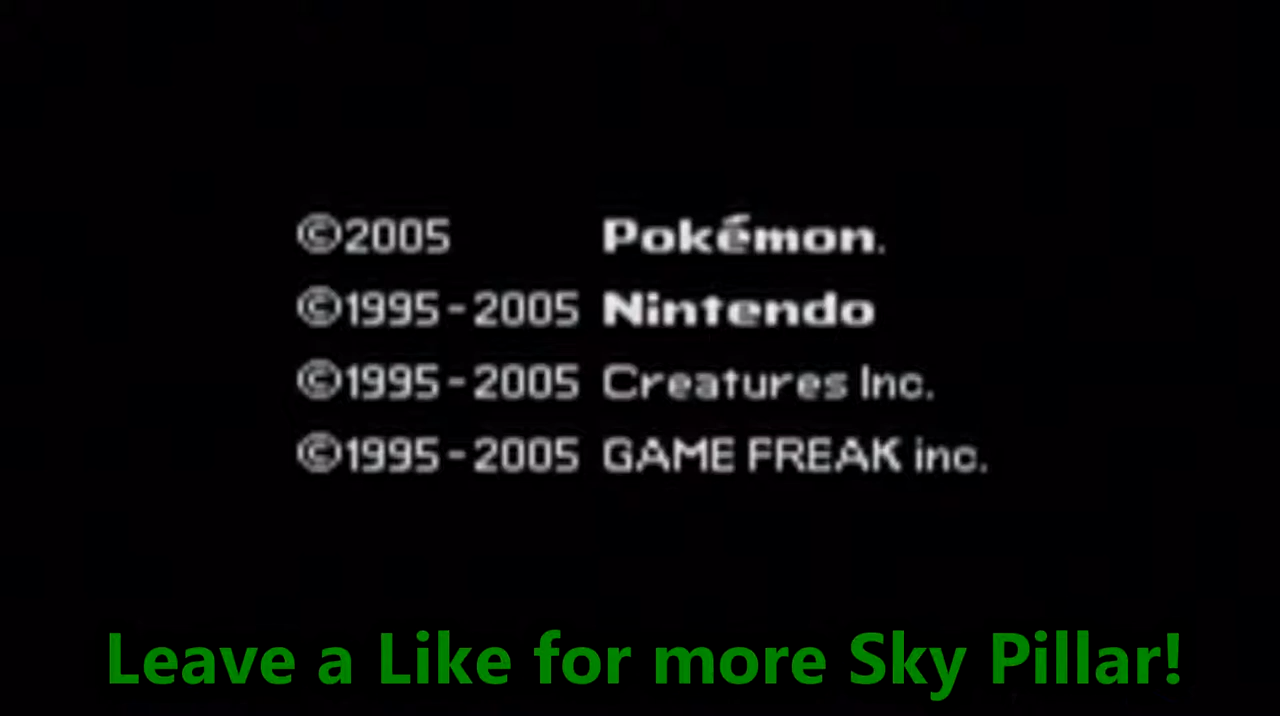 ©2005 Pokémon.
©1995-2005 Nintendo
©1995-2005 Creatures Inc.
©1995-2005 GAME FREAK inc.
Leave a Like for more Sky Pillar!